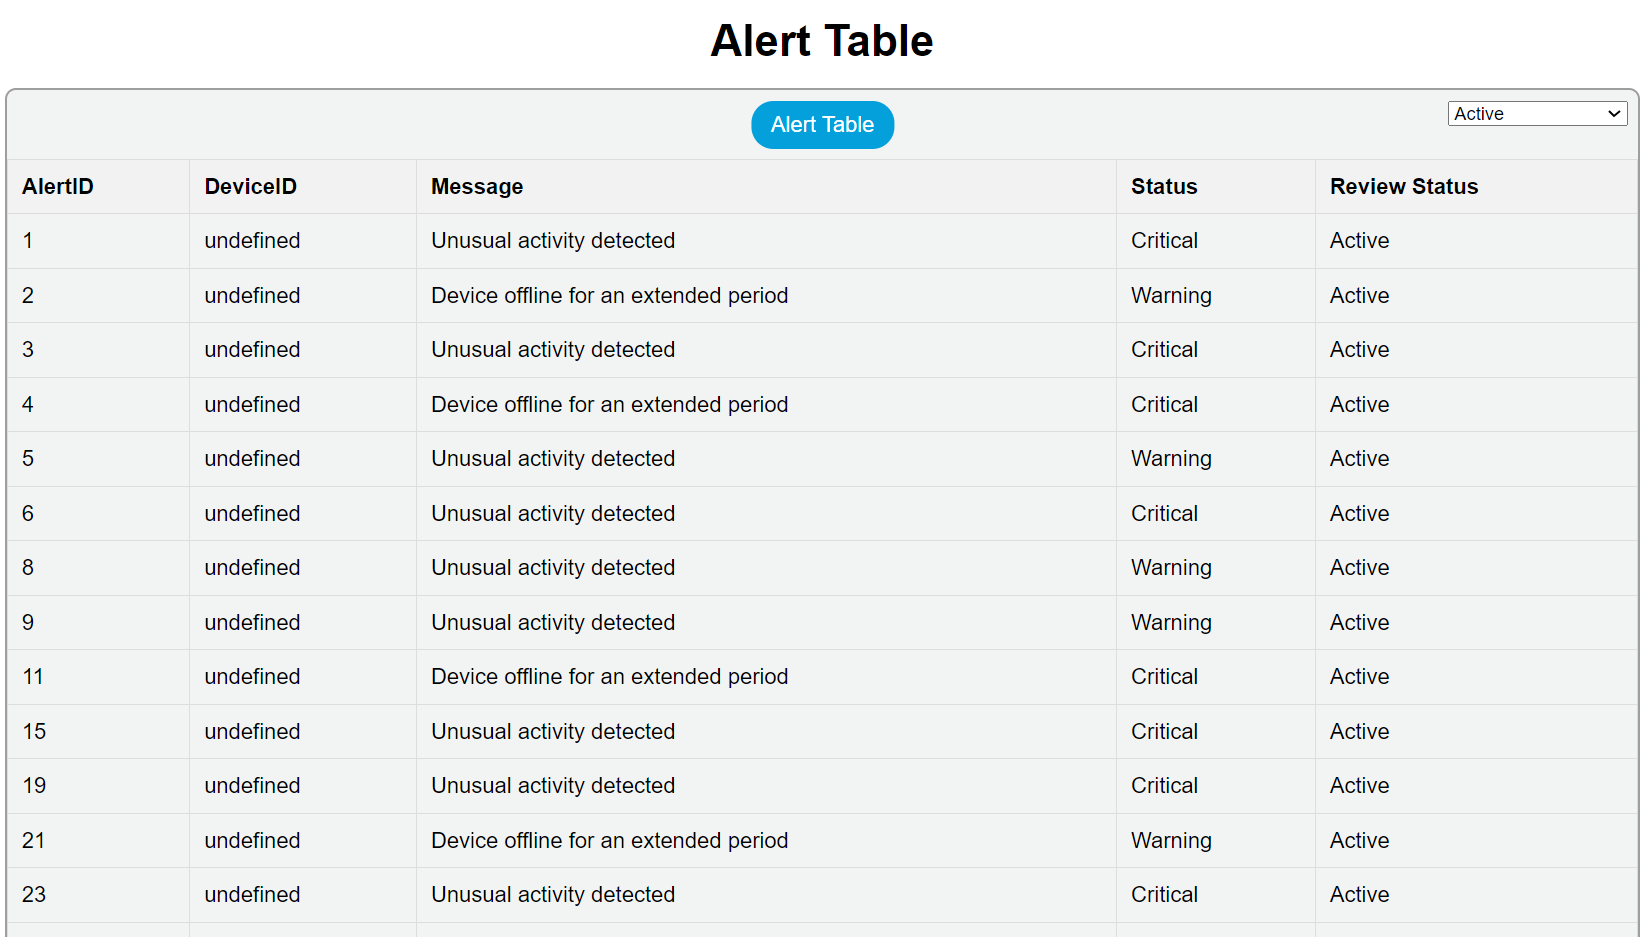 Alert Table
Alert Table
Active
AlertID DeviceID Message Status Review Status
1 undefined Unusual activity detected Critical Active
2 undefined Device offline for an extended period Warning Active
3 undefined Unusual activity detected Critical Active
4 undefined Device offline for an extended period Critical Active
5 undefined Unusual activity detected Warning Active
6 undefined Unusual activity detected Critical Active
8 undefined Unusual activity detected Warning Active
9 undefined Unusual activity detected Warning Active
11 undefined Device offline for an extended period Critical Active
15 undefined Unusual activity detected Critical Active
19 undefined Unusual activity detected Critical Active
21 undefined Device offline for an extended period Warning Active
23 undefined Unusual activity detected Critical Active